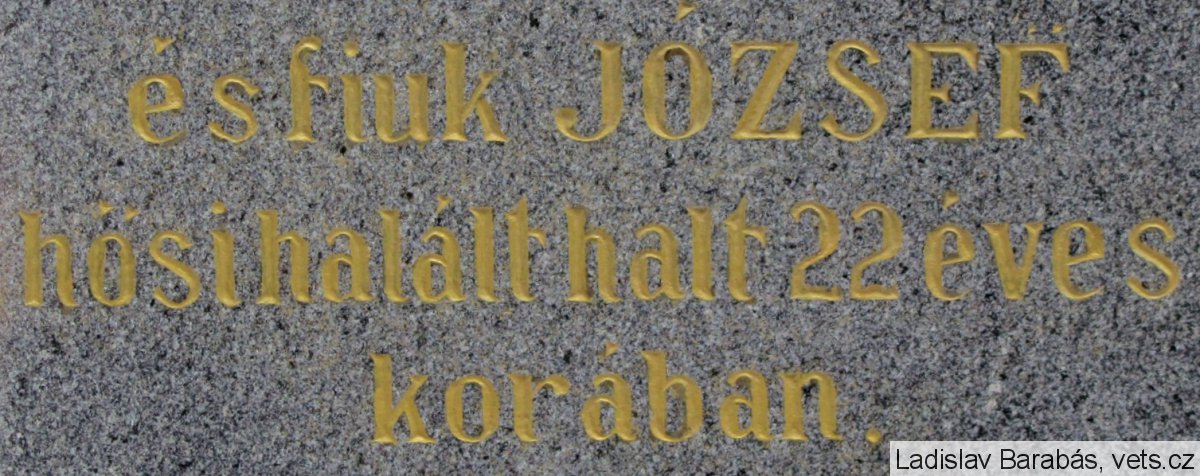 és fiuk JÓZSEF
hősi halált halt 22 éves
korában.
Ladislav Barabás, vets.cz